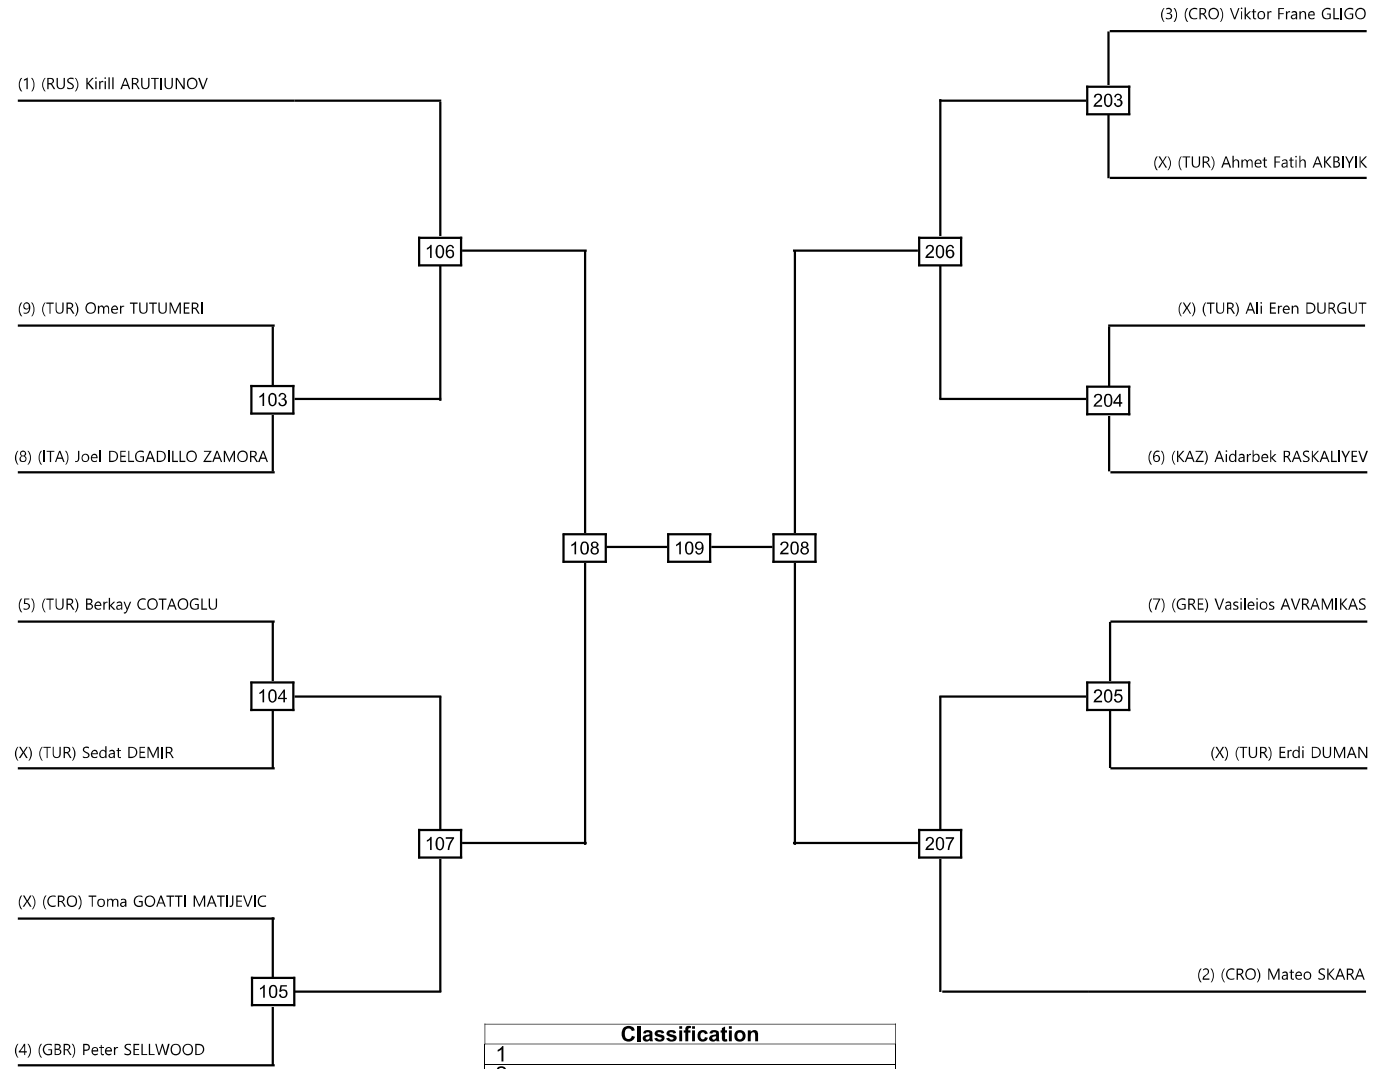 (3) (CRO) Viktor Frane GLIGO
(1) (RUS) Kirill ARUTIUNOV
203
(X) (TUR) Ahmet Fatih AKBIYIK
106
206
(9) (TUR) Omer TUTUMERI
(X) (TUR) Ali Eren DURGUT
103
204
(8) (ITA) Joel DELGADILLO ZAMORA
(6) (KAZ) Aidarbek RASKALIYEV
108
109
208
(5) (TUR) Berkay COTAOGLU
(7) (GRE) Vasileios AVRAMIKAS
104
205
(X) (TUR) Sedat DEMIR
(X) (TUR) Erdi DUMAN
107
207
(X) (CRO) Toma GOATTI MATIJEVIC
(2) (CRO) Mateo SKARA
105
Classification
(4) (GBR) Peter SELLWOOD
1